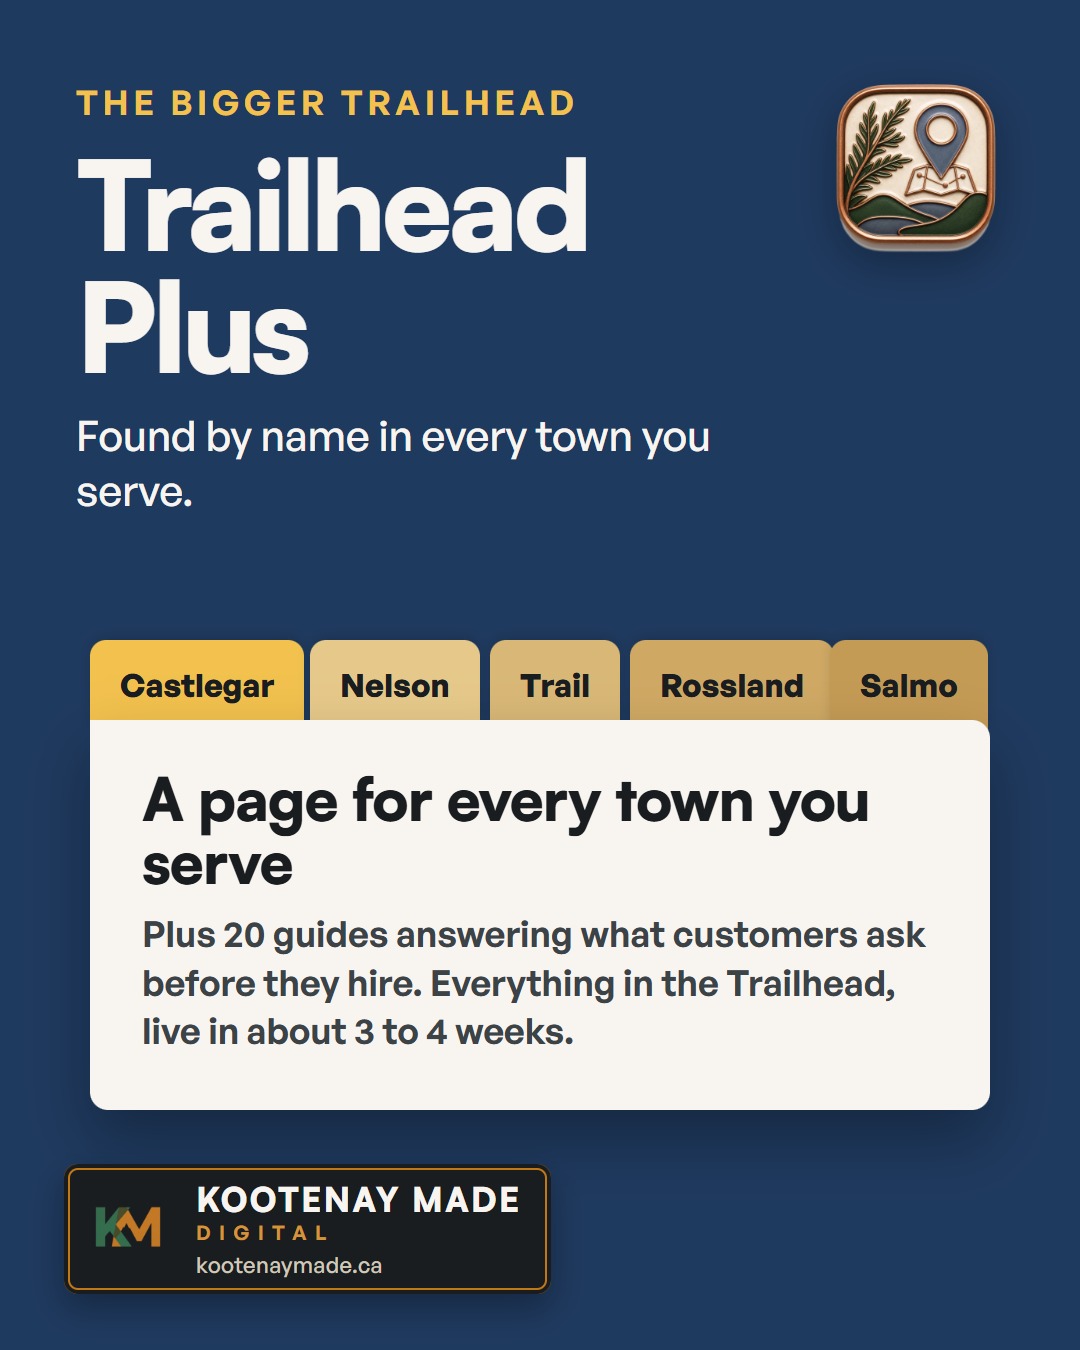 THE BIGGER TRAILHEAD
Trailhead
Plus
Found by name in every town you
serve.
Castlegar Nelson Trail Rossland Salmo
A page for every town you
serve
Plus 20 guides answering what customers ask
before they hire. Everything in the Trailhead,
live in about 3 to 4 weeks.
KM
KOOTENAY MADE
DIGITAL
kootenaymade.ca